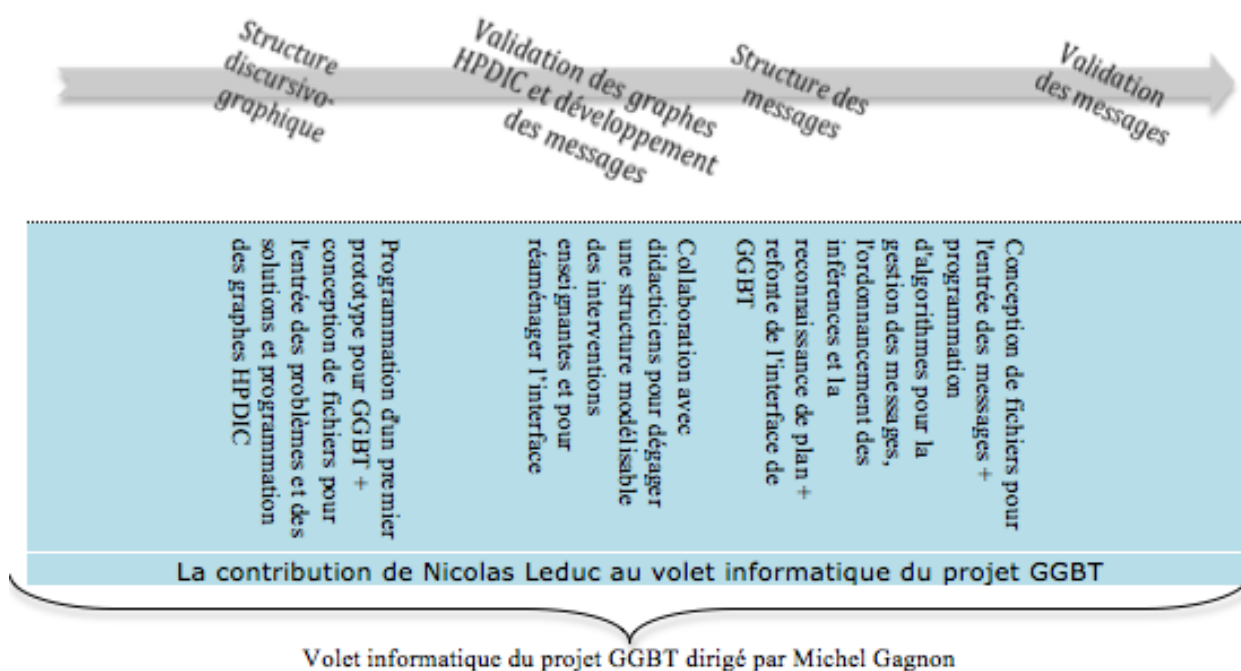 Structure
discursivo-
graphique
Validation des graphes
HPDIC et développement
des messages
Structure des
messages
Validation
des messages
Programmation d'un premier
prototype pour GGBT +
conception de fichiers pour
l'entrée des problèmes et des
solutions et programmation
des graphes HPDIC
Collaboration avec
didacticiens pour dégager
une structure modélisable
des interventions
enseignantes et pour
réaménager l'interface
Conception de fichiers pour
l'entrée des messages +
programmation
d'algorithmes pour la
gestion des messages,
l'ordonnancement des
inférences et la
reconnaissance de plan +
refonte de l'interface de
GGBT
La contribution de Nicolas Leduc au volet informatique du projet GGBT
Volet informatique du projet GGBT dirigé par Michel Gagnon